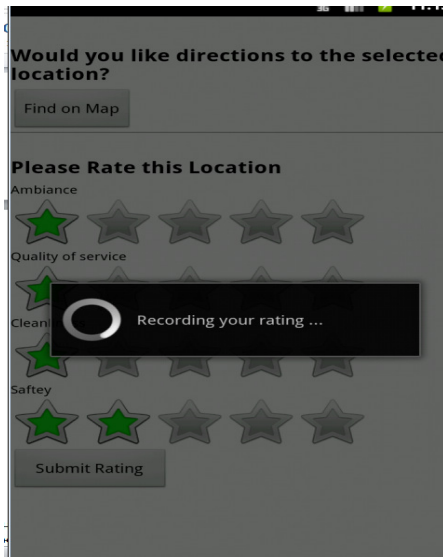 3G
Would you like directions to the selected
location?
Find on Map
Please Rate this Location
Ambiance
Quality of service
Recording your rating ...
Saftey
Submit Rating